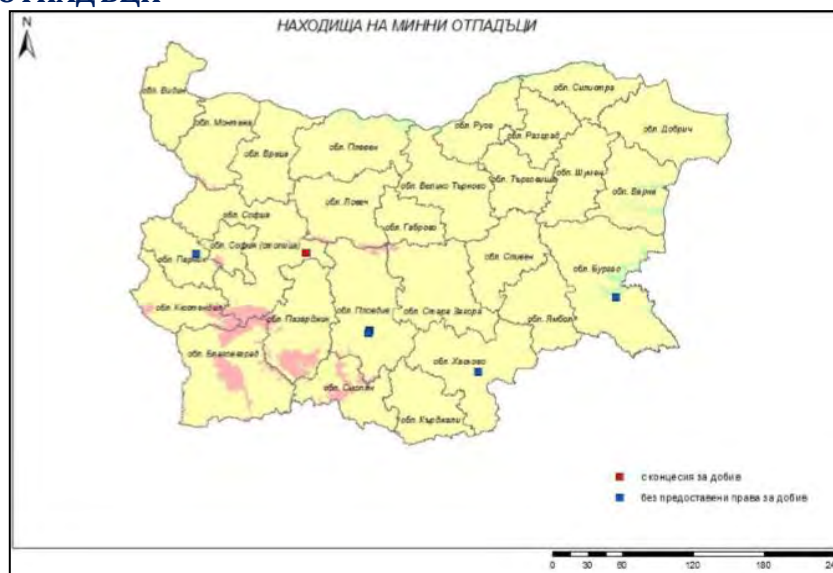 N
НАХОДИЩА НА МИННИ ОТПАДЪЦИ
обл. Видин
обл. Монтана
обл. Враца
обл. Плевен
обл. Русе
обл. Силистра
обл. Разград
обл. Добрич
обл. Шумен
обл. Търговище
обл. Варна
обл. Велико Търново
обл. Ловеч
обл. Габрово
обл. София
обл. София (столица)
обл. Перник
обл. Сливен
обл. Бургас
обл. Кюстендил
обл. Пазарджик
обл. Пловдив
обл. Стара Загора
обл. Ямбол
обл. Благоевград
обл. Смолян
обл. Хасково
обл. Кърджали
с концесия за добив
без предоставени права за добив
0 30 60 120 180